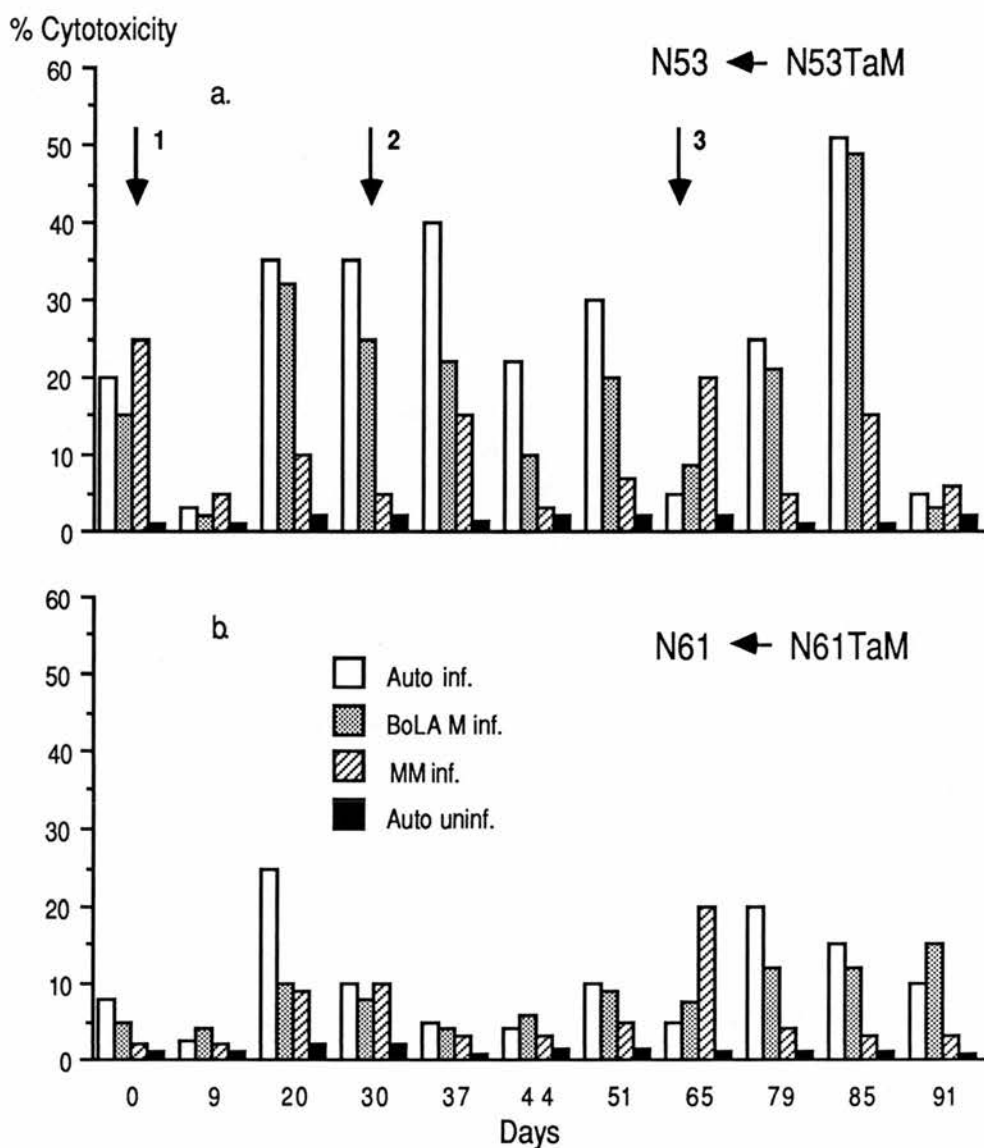 % Cytotoxicity
60
50
40
30
20
10
0
a.
N53 N53TaM
1
2
3
60
50
40
30
20
10
0
b.
N61 N61TaM
Auto inf.
BoLA M inf.
MM inf.
Auto uninf.
0 9 20 30 37 4 4 51 65 79 85 91
Days